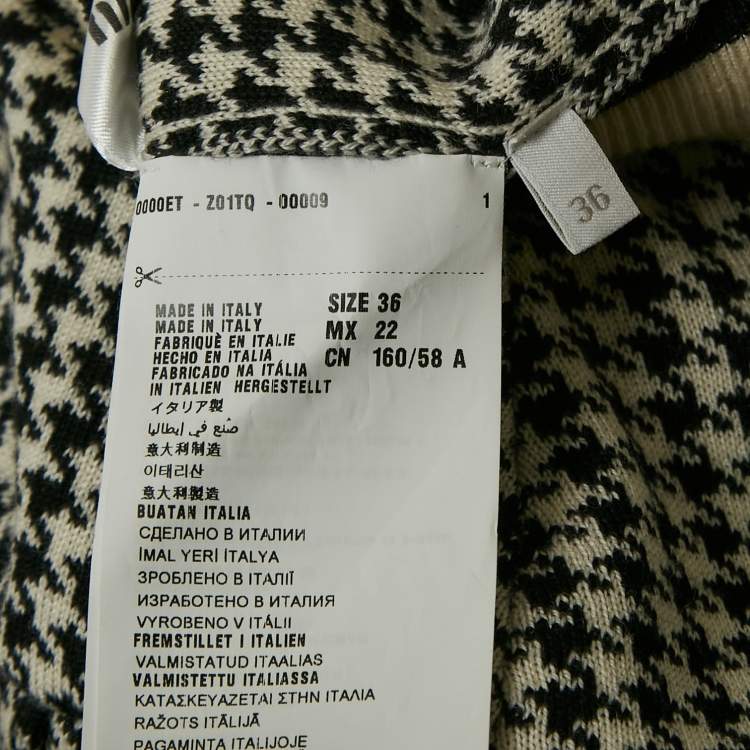 0000ET - Z01TQ - 00009 1
MADE IN ITALY SIZE 36
MADE IN ITALY MX 22
FABRIQUÈ EN ITALIE
HECHO EN ITALIA CN 160/58 A
FABRICADO NA ITÁLIA
IN ITALIEN HERGESTELLT
イタリア製
صنع في إيطاليا
意大利制造
이테리산
意大利製造
BUATAN ITALIA
СДЕЛАНО В ИТАЛИИ
İMAL YERİ İTALYA
ЗРОБЛЕНО В ІТАЛІЇ
ИЗРАБОТЕНО В ИТАЛИЯ
VYROBENO V ITÁLII
FREMSTILLET I ITALIEN
VALMISTATUD ITAALIAS
VALMISTETTU ITALIASSA
ΚΑΤΑΣΚΕΥΑΖΕΤΑΙ ΣΤΗΝ ΙΤΑΛΙΑ
RAŽOTS ITĀLIJĀ
PAGAMINTA ITALIJOJE
36